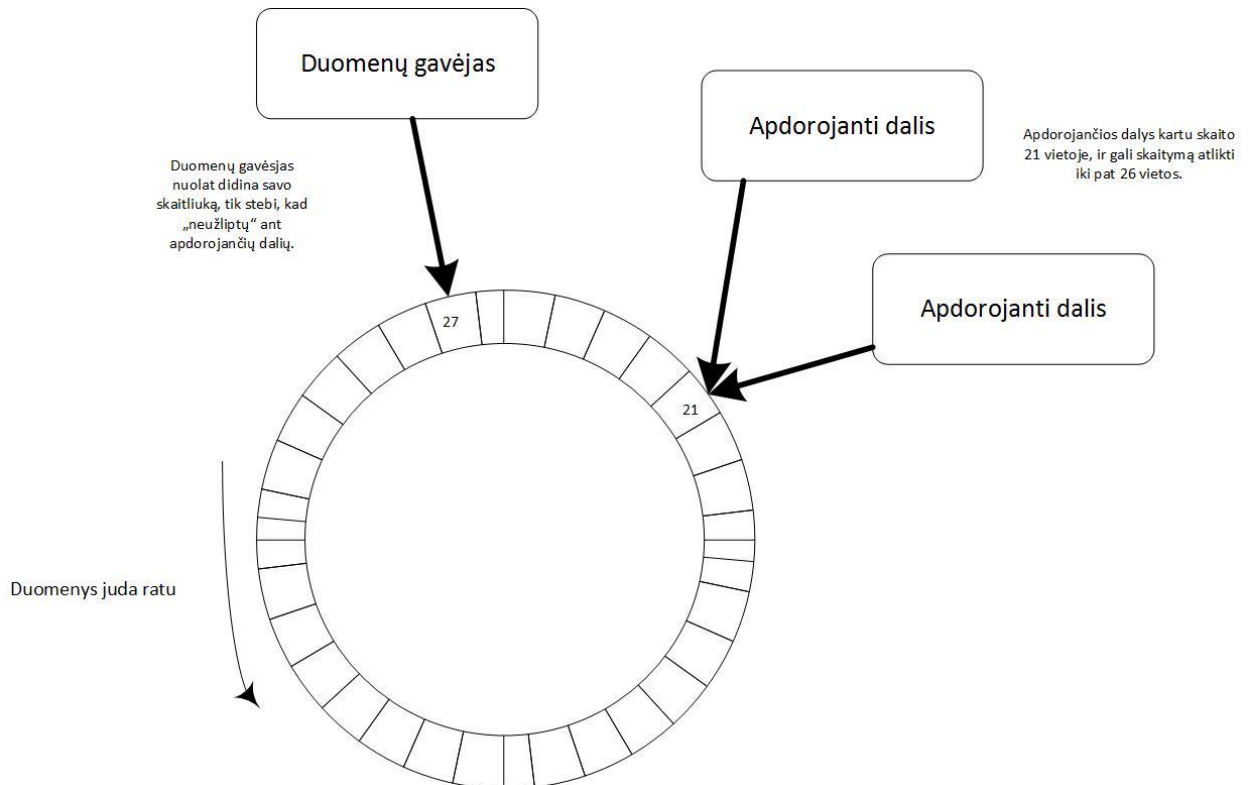 Duomenų gavėjas
Apdorojanti dalis
Apdorojančios dalys kartu skaito
21 vietoje, ir gali skaitymą atlikti
iki pat 26 vietos.
Duomenų gavėsjas
nuolat didina savo
skaitliuką, tik stebi, kad
„neužliptų“ ant
apdorojančių dalių.
Apdorojanti dalis
27
21
Duomenys juda ratu